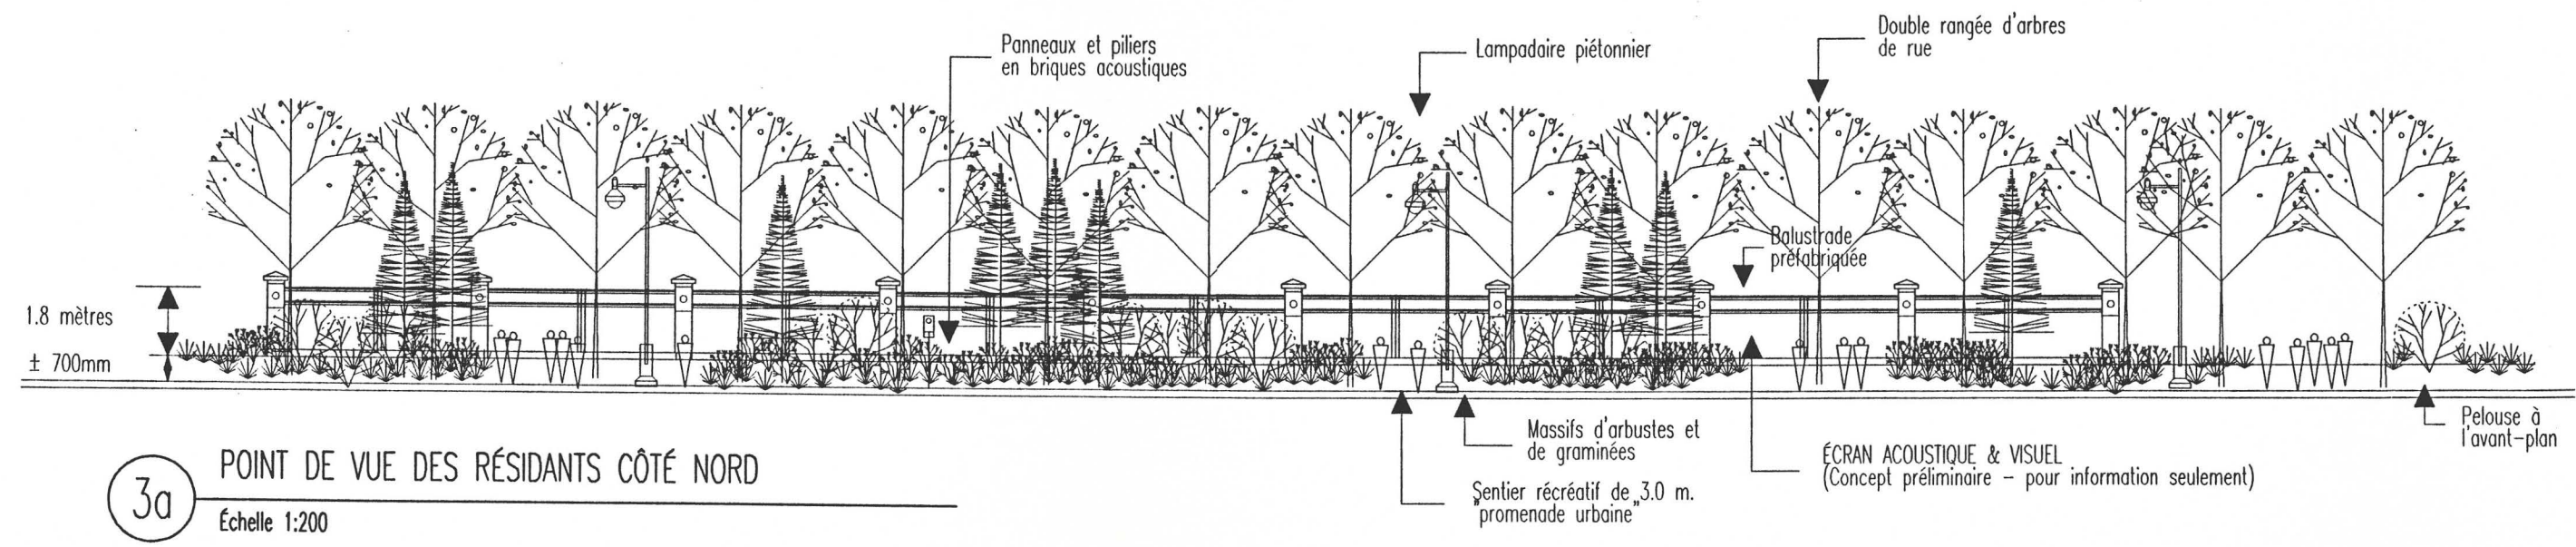 Panneaux et piliers
en briques acoustiques
Lampadaire piétonnier
Double rangée d'arbres
de rue
Balustrade
préfabriquée
1.8 mètres
± 700mm
Massifs d'arbustes et
de graminées
Sentier récréatif de 3.0 m.
"promenade urbaine"
ÉCRAN ACOUSTIQUE & VISUEL
(Concept préliminaire - pour information seulement)
Pelouse à
l'avant-plan
3a
POINT DE VUE DES RÉSIDANTS CÔTÉ NORD
Échelle 1:200